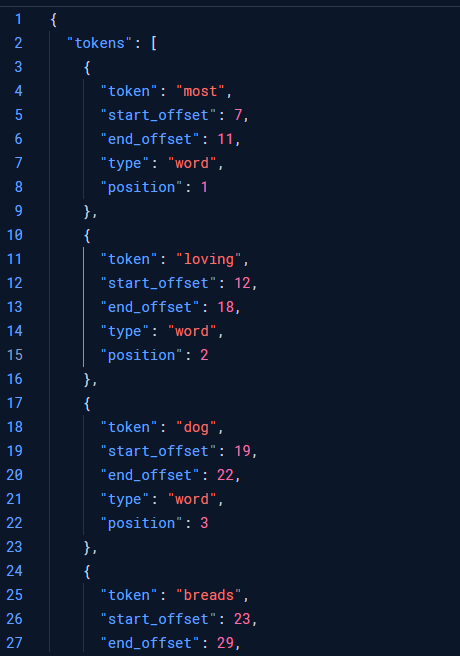 1 {
2 "tokens": [
3 {
4 "token": "most",
5 "start_offset": 7,
6 "end_offset": 11,
7 "type": "word",
8 "position": 1
9 },
10 {
11 "token": "loving",
12 "start_offset": 12,
13 "end_offset": 18,
14 "type": "word",
15 "position": 2
16 },
17 {
18 "token": "dog",
19 "start_offset": 19,
20 "end_offset": 22,
21 "type": "word",
22 "position": 3
23 },
24 {
25 "token": "breads",
26 "start_offset": 23,
27 "end_offset": 29,